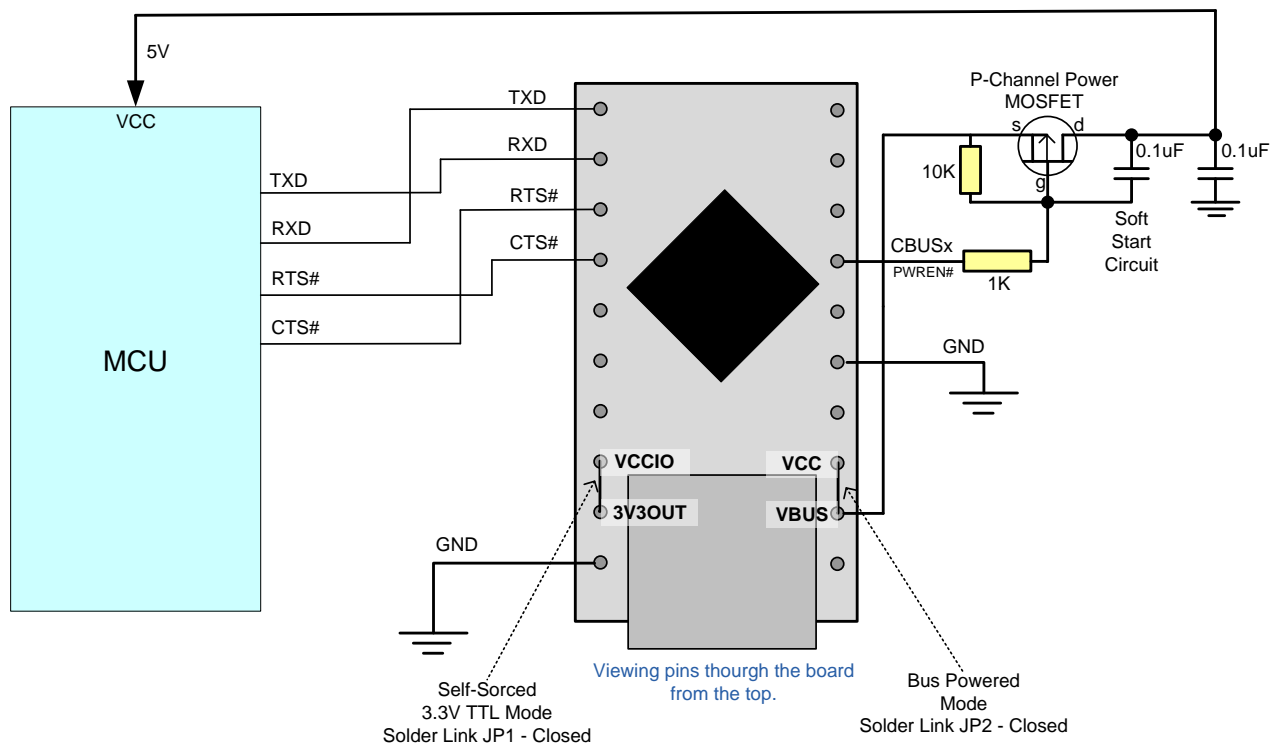 5V
VCC
TXD
RXD
RTS#
CTS#
MCU
TXD
RXD
RTS#
CTS#
VCCIO
3V3OUT
VCC
VBUS
GND
P-Channel Power
MOSFET
s
d
g
10K
0.1uF
0.1uF
Soft
Start
Circuit
CBUSx
PWREN#
1K
GND
Viewing pins thourgh the board
from the top.
Self-Sorced
3.3V TTL Mode
Solder Link JP1 - Closed
Bus Powered
Mode
Solder Link JP2 - Closed